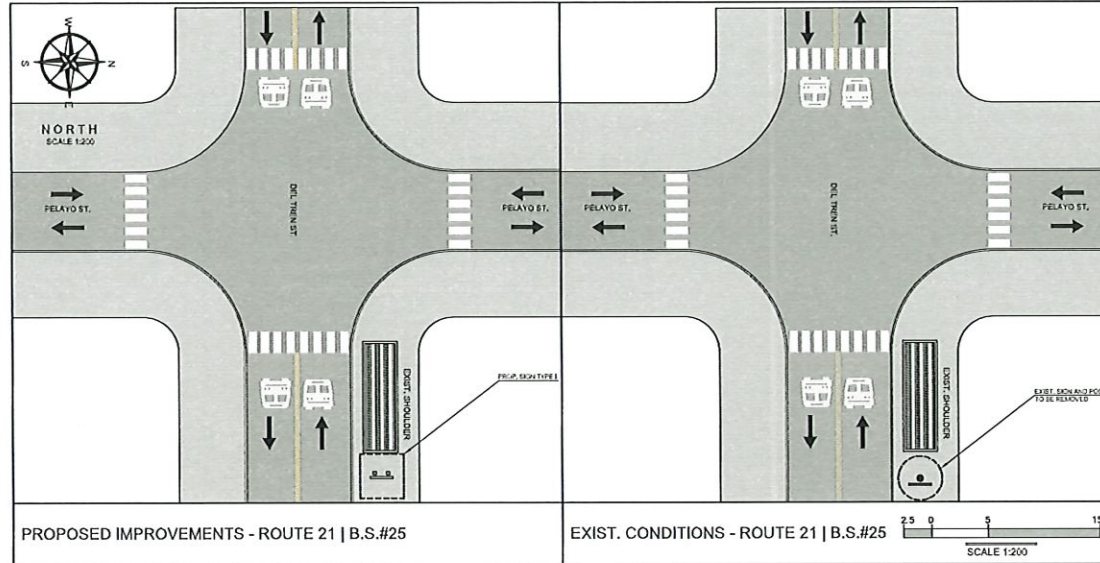 W
S
N
E
NORTH
SCALE 1:200
PELAYO ST.
DEL TREN ST.
PELAYO ST.
EXIST. SHOULDER
PROP. SIGN TYPE
PROPOSED IMPROVEMENTS - ROUTE 21 | B.S.#25
PELAYO ST.
DEL TREN ST.
PELAYO ST.
EXIST. SHOULDER
EXIST. SIGN AND POS
TO BE REMOVED
EXIST. CONDITIONS - ROUTE 21 | B.S.#25
2.5 0 5 15
SCALE 1:200